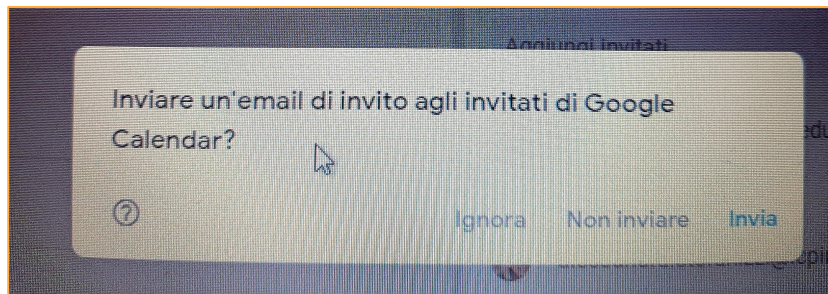 Aggiungi invitati
Inviare un'email di invito agli invitati di Google
Calendar?
Ignora Non inviare Invia